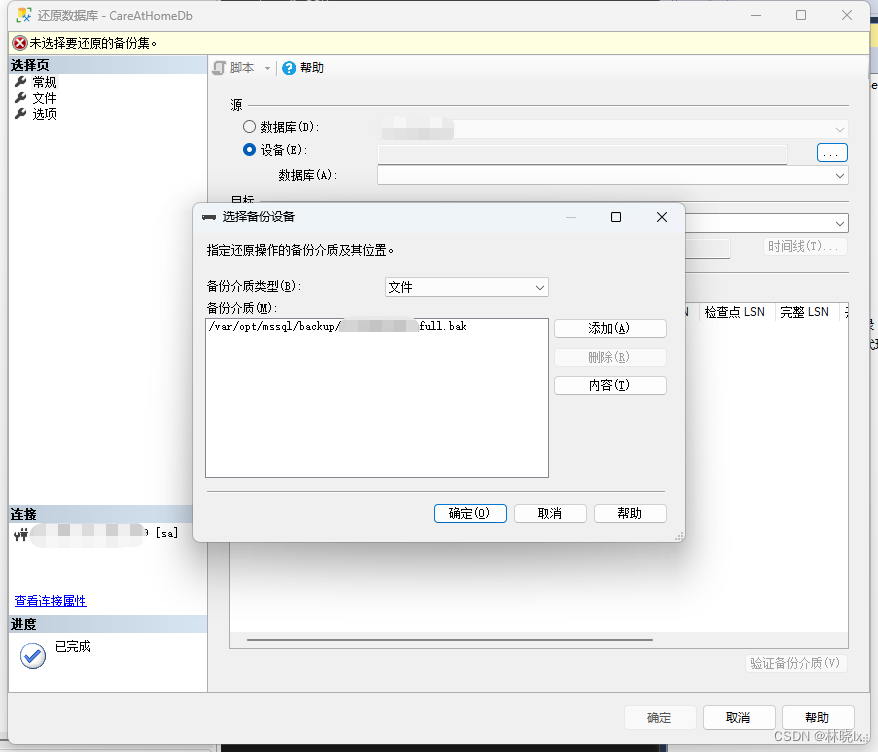 还原数据库 - CareAtHomeDb
未选择要还原的备份集。
选择页
常规
文件
选项
脚本
帮助
源
数据库(D):
设备(E):
...
数据库(A):
目标
时间线(T)...
检查点 LSN
完整 LSN
选择备份设备
指定还原操作的备份介质及其位置。
备份介质类型(B):
文件
备份介质(M):
/var/opt/mssql/backup/
full.bak
添加(A)
删除(R)
内容(T)
确定(O)
取消
帮助
连接
[sa]
查看连接属性
进度
已完成
验证备份介质(V)
确定
取消
帮助
CSDN @林晓lx